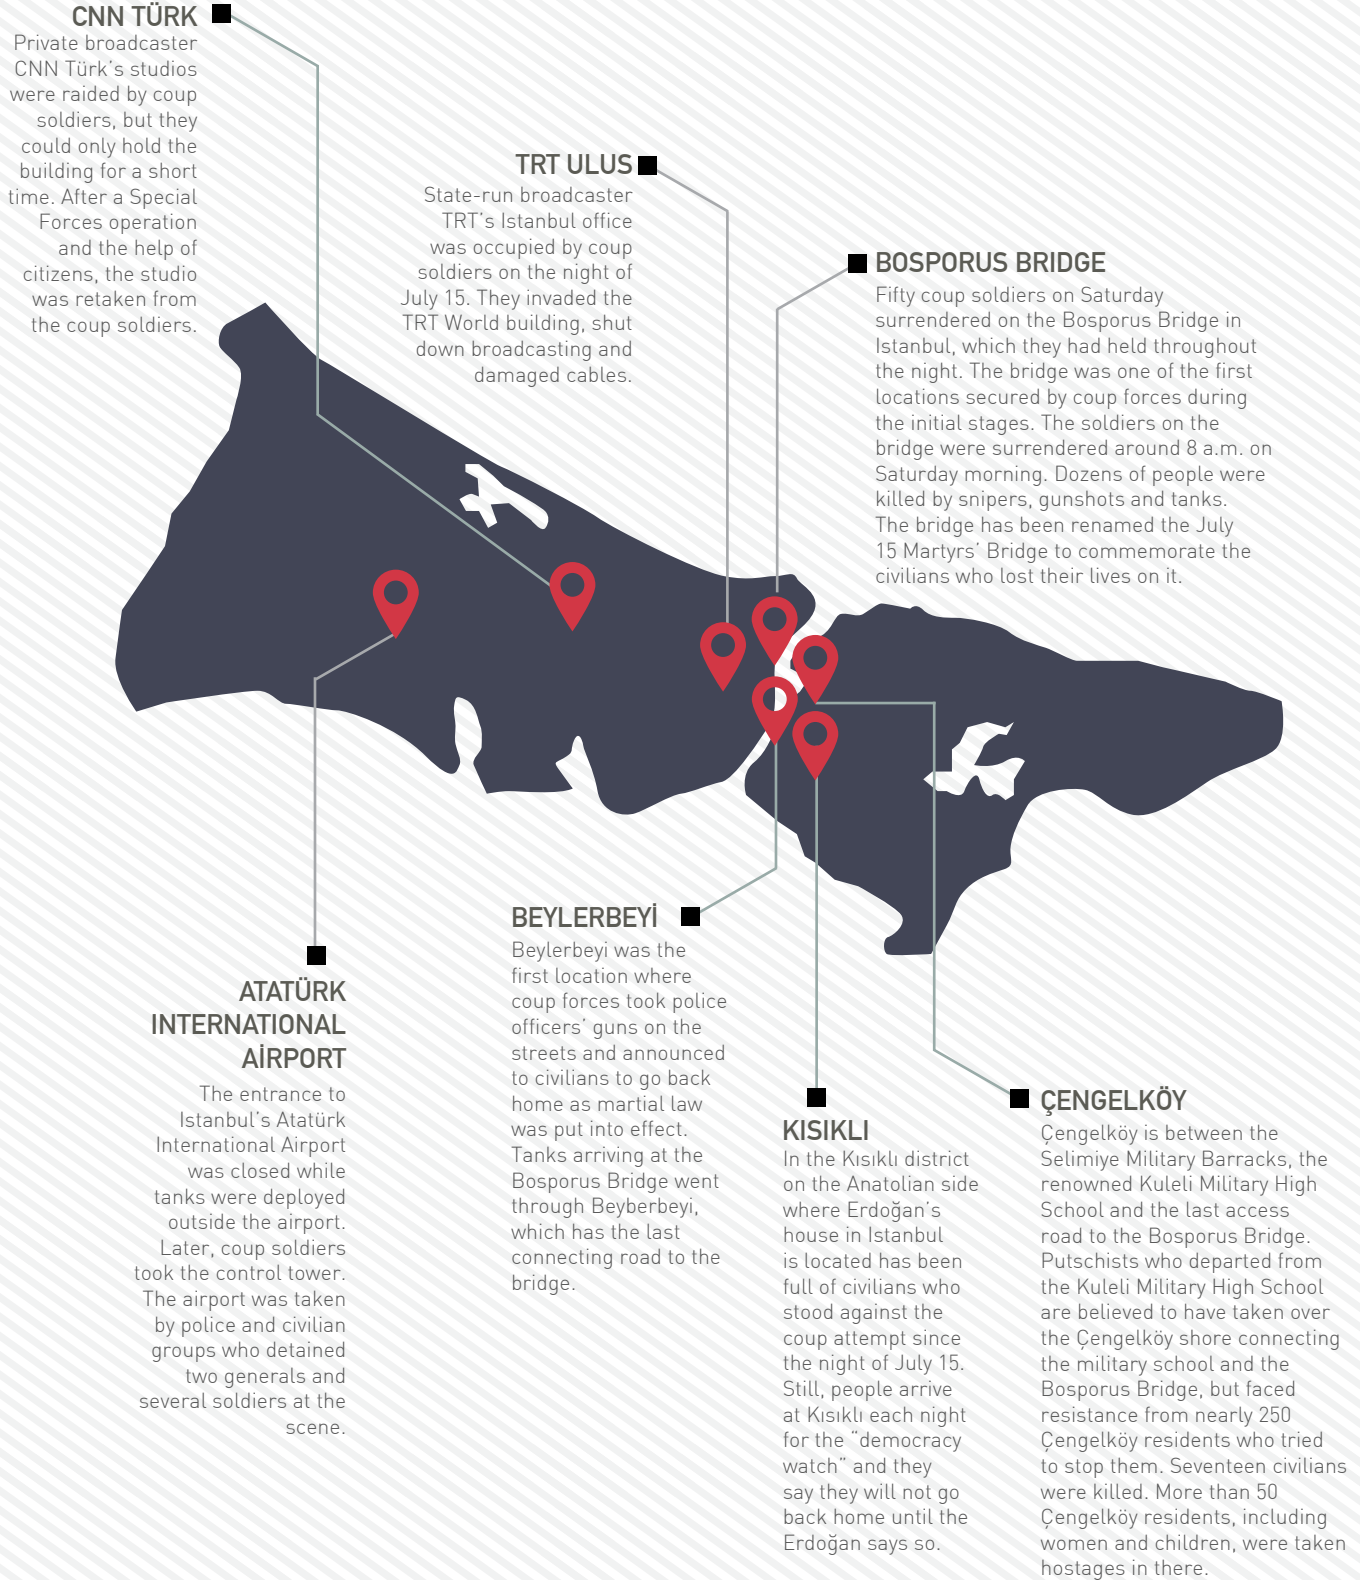 CNN TÜRK
Private broadcaster
CNN Türk's studios
were raided by coup
soldiers, but they
could only hold the
building for a short
time. After a Special
Forces operation
and the help of
citizens, the studio
was retaken from
the coup soldiers.
TRT ULUS
State-run broadcaster
TRT's Istanbul office
was occupied by coup
soldiers on the night of
July 15. They invaded the
TRT World building, shut
down broadcasting and
damaged cables.
BOSPORUS BRIDGE
Fifty coup soldiers on Saturday
surrendered on the Bosporus Bridge in
Istanbul, which they had held throughout
the night. The bridge was one of the first
locations secured by coup forces during
the initial stages. The soldiers on the
bridge were surrendered around 8 a.m. on
Saturday morning. Dozens of people were
killed by snipers, gunshots and tanks.
The bridge has been renamed the July
15 Martyrs' Bridge to commemorate the
civilians who lost their lives on it.
ATATÜRK
INTERNATIONAL
AİRPORT
The entrance to
Istanbul's Atatürk
International Airport
was closed while
tanks were deployed
outside the airport.
Later, coup soldiers
took the control tower.
The airport was taken
by police and civilian
groups who detained
two generals and
several soldiers at the
scene.
BEYLERBEYİ
Beylerbeyi was the
first location where
coup forces took police
officers' guns on the
streets and announced
to civilians to go back
home as martial law
was put into effect.
Tanks arriving at the
Bosporus Bridge went
through Beyberbeyi,
which has the last
connecting road to the
bridge.
KISIKLI
In the Kısıklı district
on the Anatolian side
where Erdoğan's
house in Istanbul
is located has been
full of civilians who
stood against the
coup attempt since
the night of July 15.
Still, people arrive
at Kısıklı each night
for the "democracy
watch" and they
say they will not go
back home until the
Erdoğan says so.
ÇENGELKÖY
Çengelköy is between the
Selimiye Military Barracks, the
renowned Kuleli Military High
School and the last access
road to the Bosporus Bridge.
Putschists who departed from
the Kuleli Military High School
are believed to have taken over
the Çengelköy shore connecting
the military school and the
Bosporus Bridge, but faced
resistance from nearly 250
Çengelköy residents who tried
to stop them. Seventeen civilians
were killed. More than 50
Çengelköy residents, including
women and children, were taken
hostages in there.